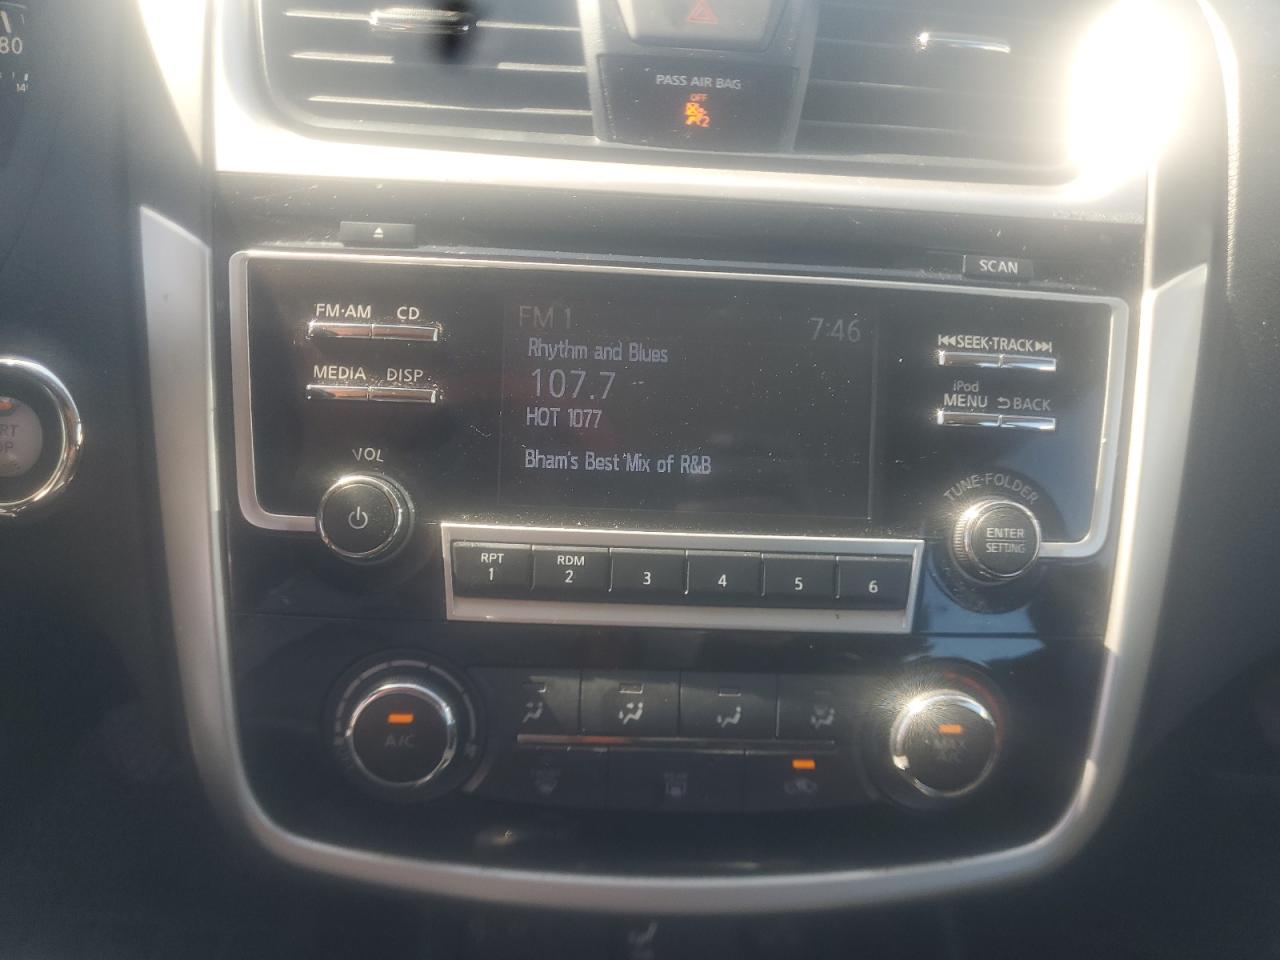 80
14
PASS AIR BAG
OFF
2
SCAN
FM·AM CD
MEDIA DISP
VOL
FM 1
7:46
Rhythm and Blues
107.7
HOT 1077
Bham's Best Mix of R&B
SEEK·TRACK
iPod
MENU BACK
TUNE·FOLDER
ENTER
SETTING
RPT
1
RDM
2
3
4
5
6
A/C